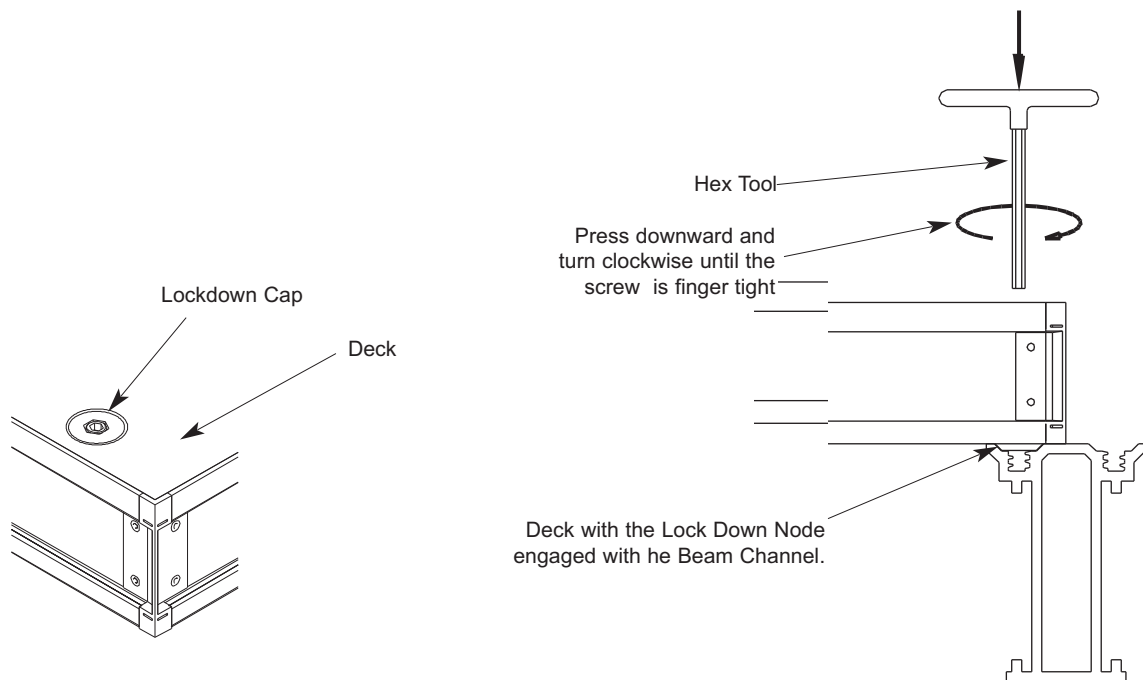 Hex Tool
Press downward and
turn clockwise until the
screw is finger tight
Lockdown Cap
Deck
Deck with the Lock Down Node
engaged with he Beam Channel.